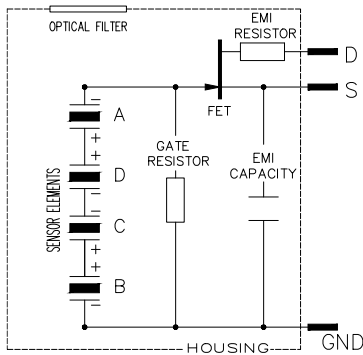 OPTICAL FILTER
EMI
RESISTOR
D
S
FET
A
GATE
RESISTOR
EMI
CAPACITY
D
SENSOR ELEMENTS
C
B
GND
HOUSING